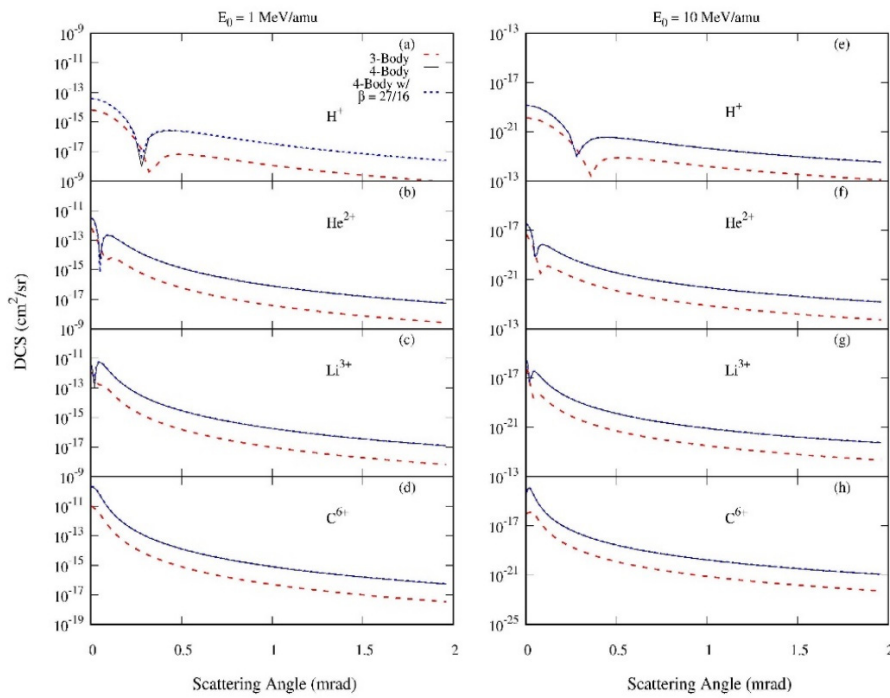 E₀ = 1 MeV/amu
E₀ = 10 MeV/amu
10⁻⁹
(a)
3-Body
4-Body
4-Body w/
β = 27/16
10⁻¹¹
10⁻¹³
H⁺
10⁻¹⁵
10⁻¹⁷
10⁻⁹
(b)
10⁻¹¹
He²⁺
10⁻¹³
10⁻¹⁵
10⁻¹⁷
10⁻⁹
(c)
10⁻¹¹
Li³⁺
10⁻¹³
10⁻¹⁵
10⁻¹⁷
10⁻⁹
(d)
10⁻¹¹
C⁶⁺
10⁻¹³
10⁻¹⁵
10⁻¹⁷
10⁻¹⁹
DCS (cm²/sr)
0
0.5
1
1.5
2
Scattering Angle (mrad)
10⁻¹³
(e)
10⁻¹⁷
H⁺
10⁻²¹
10⁻¹³
(f)
10⁻¹⁷
He²⁺
10⁻²¹
10⁻¹³
(g)
10⁻¹⁷
Li³⁺
10⁻²¹
10⁻¹³
(h)
10⁻¹⁷
C⁶⁺
10⁻²¹
10⁻²⁵
0
0.5
1
1.5
2
Scattering Angle (mrad)